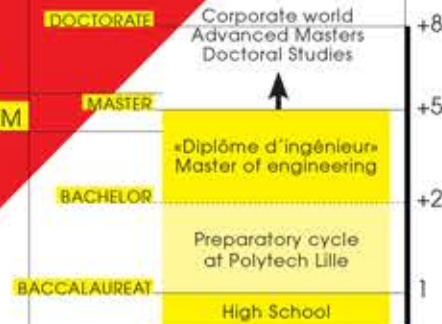 DOCTORATE
Corporate world
Advanced Masters
Doctoral Studies
+8
MASTER
+5
M
«Diplôme d'ingénieur»
Master of engineering
BACHELOR
+2
Preparatory cycle
at Polytech Lille
BACCALAUREAT
1
High School